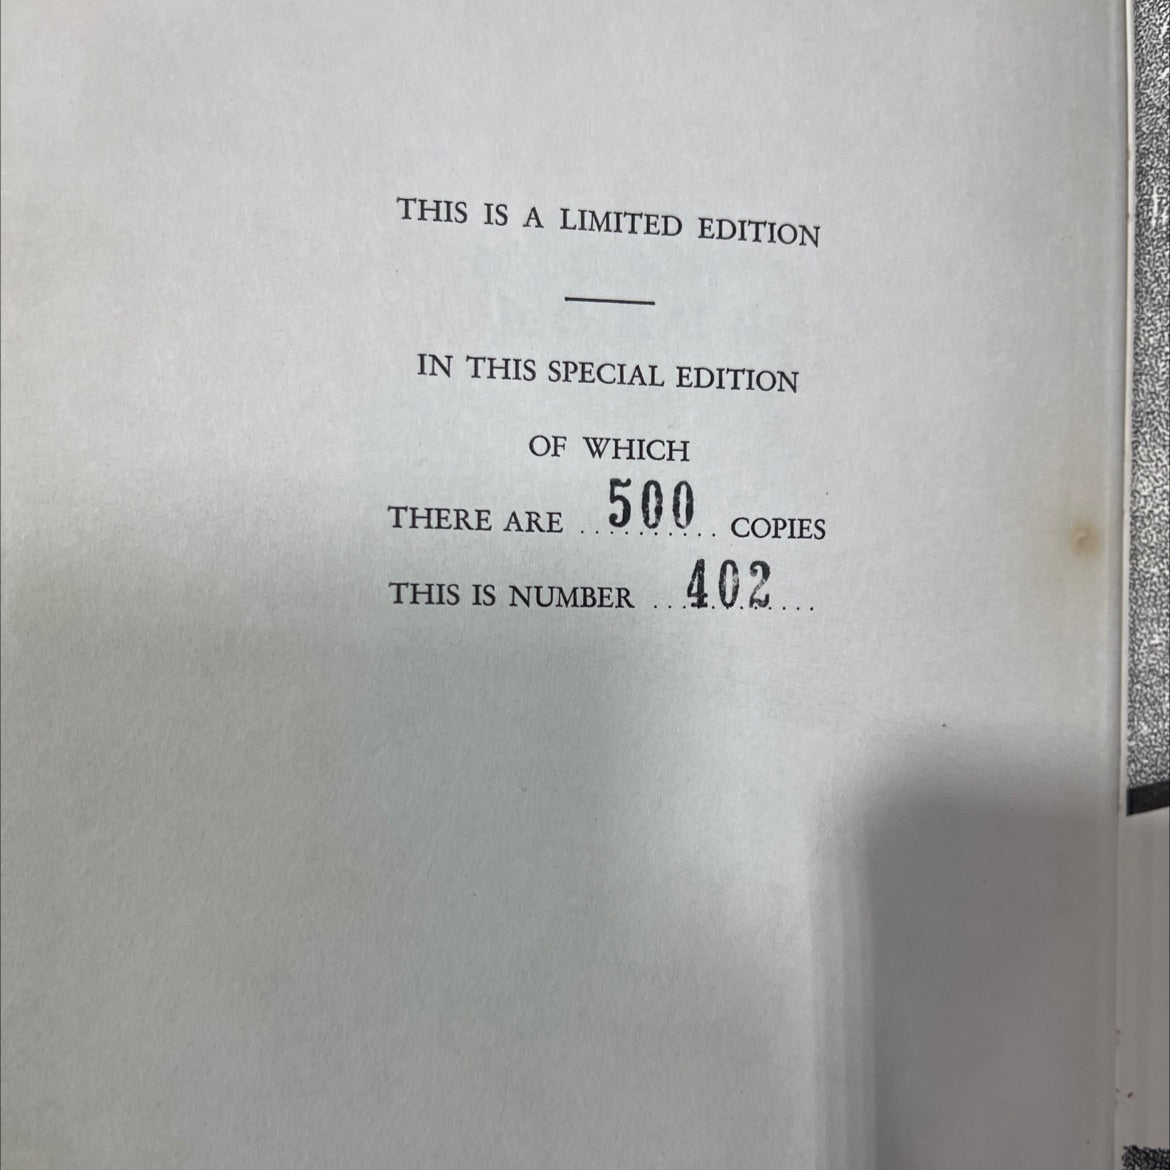 THIS IS A LIMITED EDITION
IN THIS SPECIAL EDITION
OF WHICH
THERE ARE ..500.. COPIES
THIS IS NUMBER ...402....